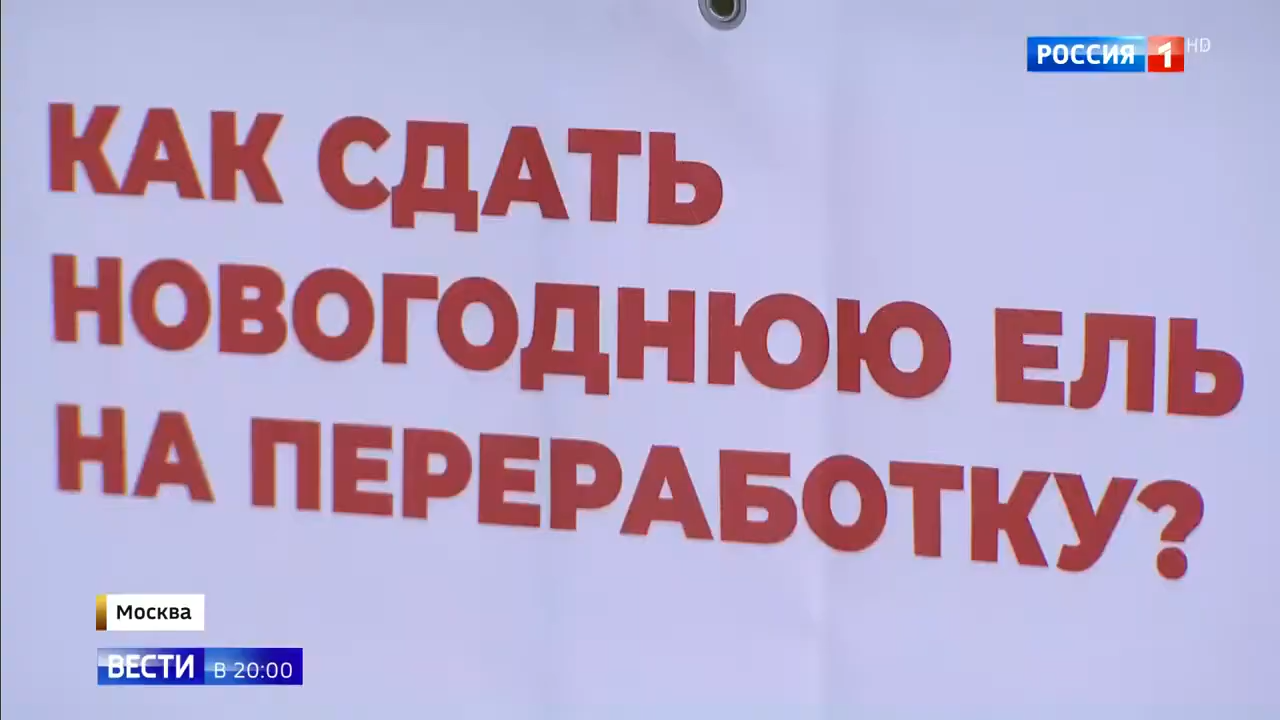 РОССИЯ 1 HD
КАК СДАТЬ
НОВОГОДНЮЮ ЕЛЬ
НА ПЕРЕРАБОТКУ?
Москва
ВЕСТИ В 20:00